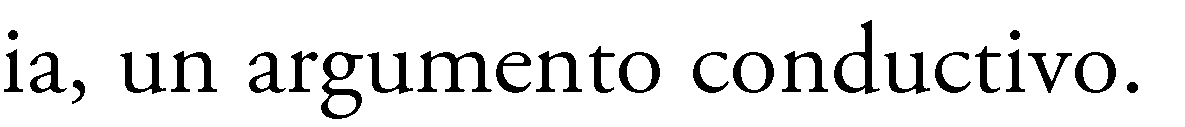 ia, un argumento conductivo.